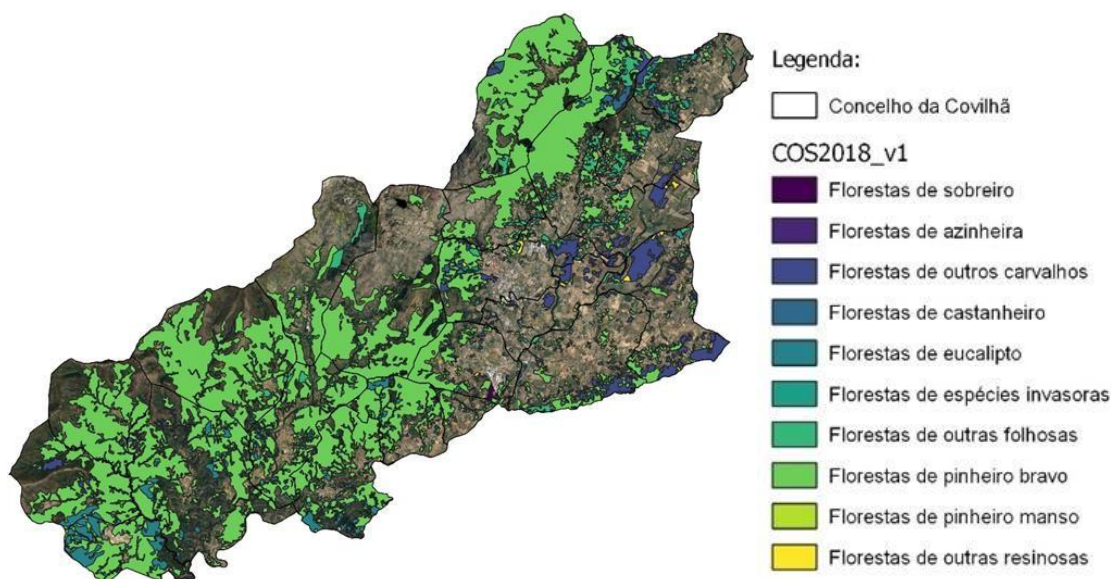 Legenda:
Concelho da Covilhã
COS2018_v1
Florestas de sobreiro
Florestas de azinheira
Florestas de outros carvalhos
Florestas de castanheiro
Florestas de eucalipto
Florestas de espécies invasoras
Florestas de outras folhosas
Florestas de pinheiro bravo
Florestas de pinheiro manso
Florestas de outras resinosas